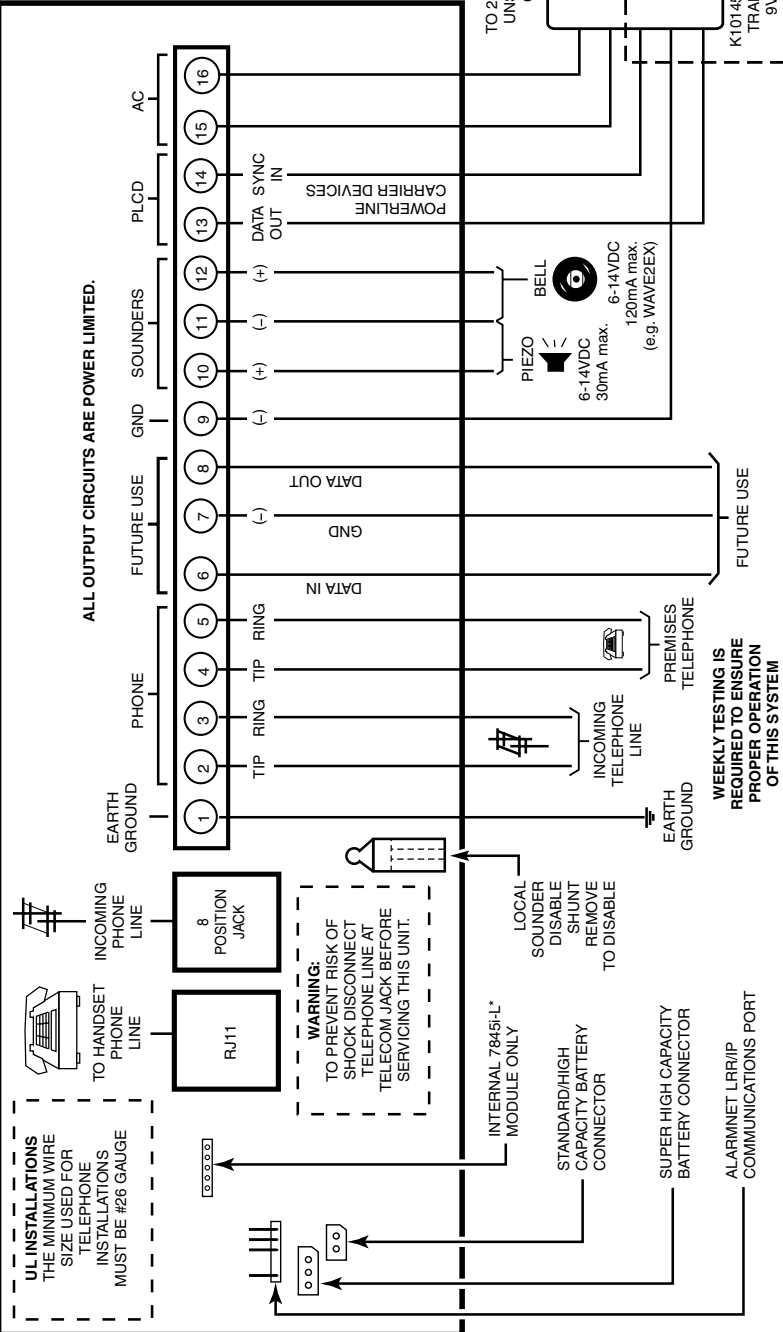 UL INSTALLATIONS
THE MINIMUM WIRE
SIZE USED FOR
TELEPHONE
INSTALLATIONS
MUST BE #26 GAUGE
TO HANDSET
PHONE
LINE
RJ11
INCOMING
PHONE
LINE
8
POSITION
JACK
WARNING:
TO PREVENT RISK OF
SHOCK DISCONNECT
TELEPHONE LINE AT
TELECOM JACK BEFORE
SERVICING THIS UNIT.
INTERNAL 7845i-L*
MODULE ONLY
STANDARD/HIGH
CAPACITY BATTERY
CONNECTOR
SUPER HIGH CAPACITY
BATTERY CONNECTOR
ALARMNET LRR/IP
COMMUNICATIONS PORT
LOCAL
SOUNDER
DISABLE
SHUNT
REMOVE
TO DISABLE
ALL OUTPUT CIRCUITS ARE POWER LIMITED.
EARTH
GROUND
PHONE
FUTURE USE
GND
SOUNDERS
PLCD
AC
1
2
3
4
5
6
7
8
9
10
11
12
13
14
15
16
TIP
RING
TIP
RING
(–)
(–)
(+)
(–)
(+)
DATA
OUT
SYNC
IN
DATA IN
GND
DATA OUT
POWERLINE
CARRIER DEVICES
EARTH
GROUND
INCOMING
TELEPHONE
LINE
PREMISES
TELEPHONE
FUTURE USE
PIEZO
6-14VDC
30mA max.
BELL
6-14VDC
120mA max.
(e.g. WAVE2EX)
WEEKLY TESTING IS
REQUIRED TO ENSURE
PROPER OPERATION
OF THIS SYSTEM
TO 2
UNS
K10145
TRA
9V